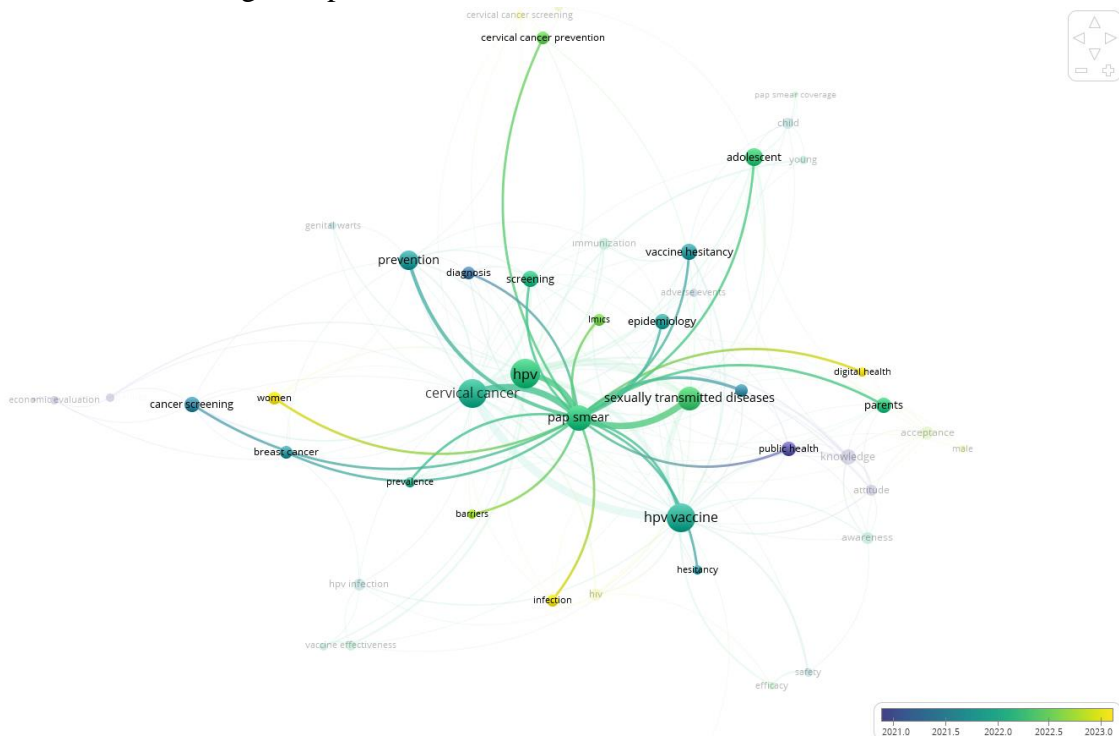 cervical cancer screening
cervical cancer prevention
pap smear coverage
child
adolescent
young
genital warts
immunization
vaccine hesitancy
prevention
diagnosis
screening
adverse events
lmics
epidemiology
digital health
hpv
cervical cancer
sexually transmitted diseases
economic evaluation
cancer screening
women
parents
pap smear
acceptance
male
breast cancer
public health
knowledge
prevalence
attitude
barriers
hpv vaccine
awareness
hesitancy
hpv infection
infection
hiv
vaccine effectiveness
safety
efficacy
2021.0 2021.5 2022.0 2022.5 2023.0